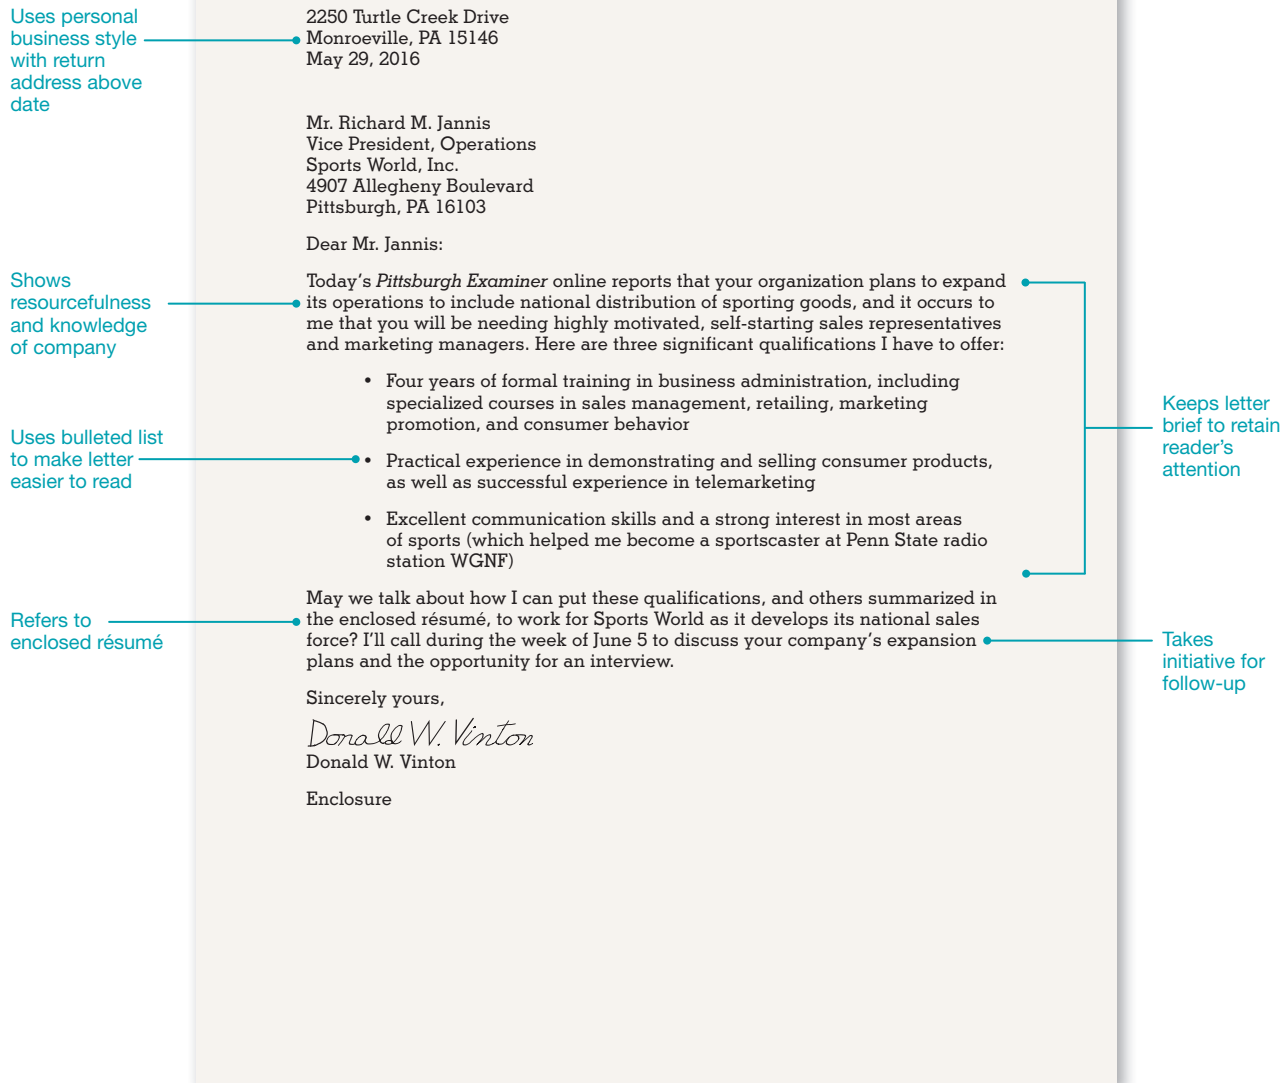 Uses personal
business style
with return
address above
date
2250 Turtle Creek Drive
Monroeville, PA 15146
May 29, 2016
Mr. Richard M. Jannis
Vice President, Operations
Sports World, Inc.
4907 Allegheny Boulevard
Pittsburgh, PA 16103
Dear Mr. Jannis:
Shows
resourcefulness
and knowledge
of company
Today’s Pittsburgh Examiner online reports that your organization plans to expand
its operations to include national distribution of sporting goods, and it occurs to
me that you will be needing highly motivated, self-starting sales representatives
and marketing managers. Here are three significant qualifications I have to offer:
• Four years of formal training in business administration, including
specialized courses in sales management, retailing, marketing
promotion, and consumer behavior
Keeps letter
brief to retain
reader’s
attention
Uses bulleted list
to make letter
easier to read
• Practical experience in demonstrating and selling consumer products,
as well as successful experience in telemarketing
• Excellent communication skills and a strong interest in most areas
of sports (which helped me become a sportscaster at Penn State radio
station WGNF)
Refers to
enclosed résumé
May we talk about how I can put these qualifications, and others summarized in
the enclosed résumé, to work for Sports World as it develops its national sales
force? I’ll call during the week of June 5 to discuss your company’s expansion
plans and the opportunity for an interview.
Takes
initiative for
follow-up
Sincerely yours,
Donald W. Vinton
Donald W. Vinton
Enclosure